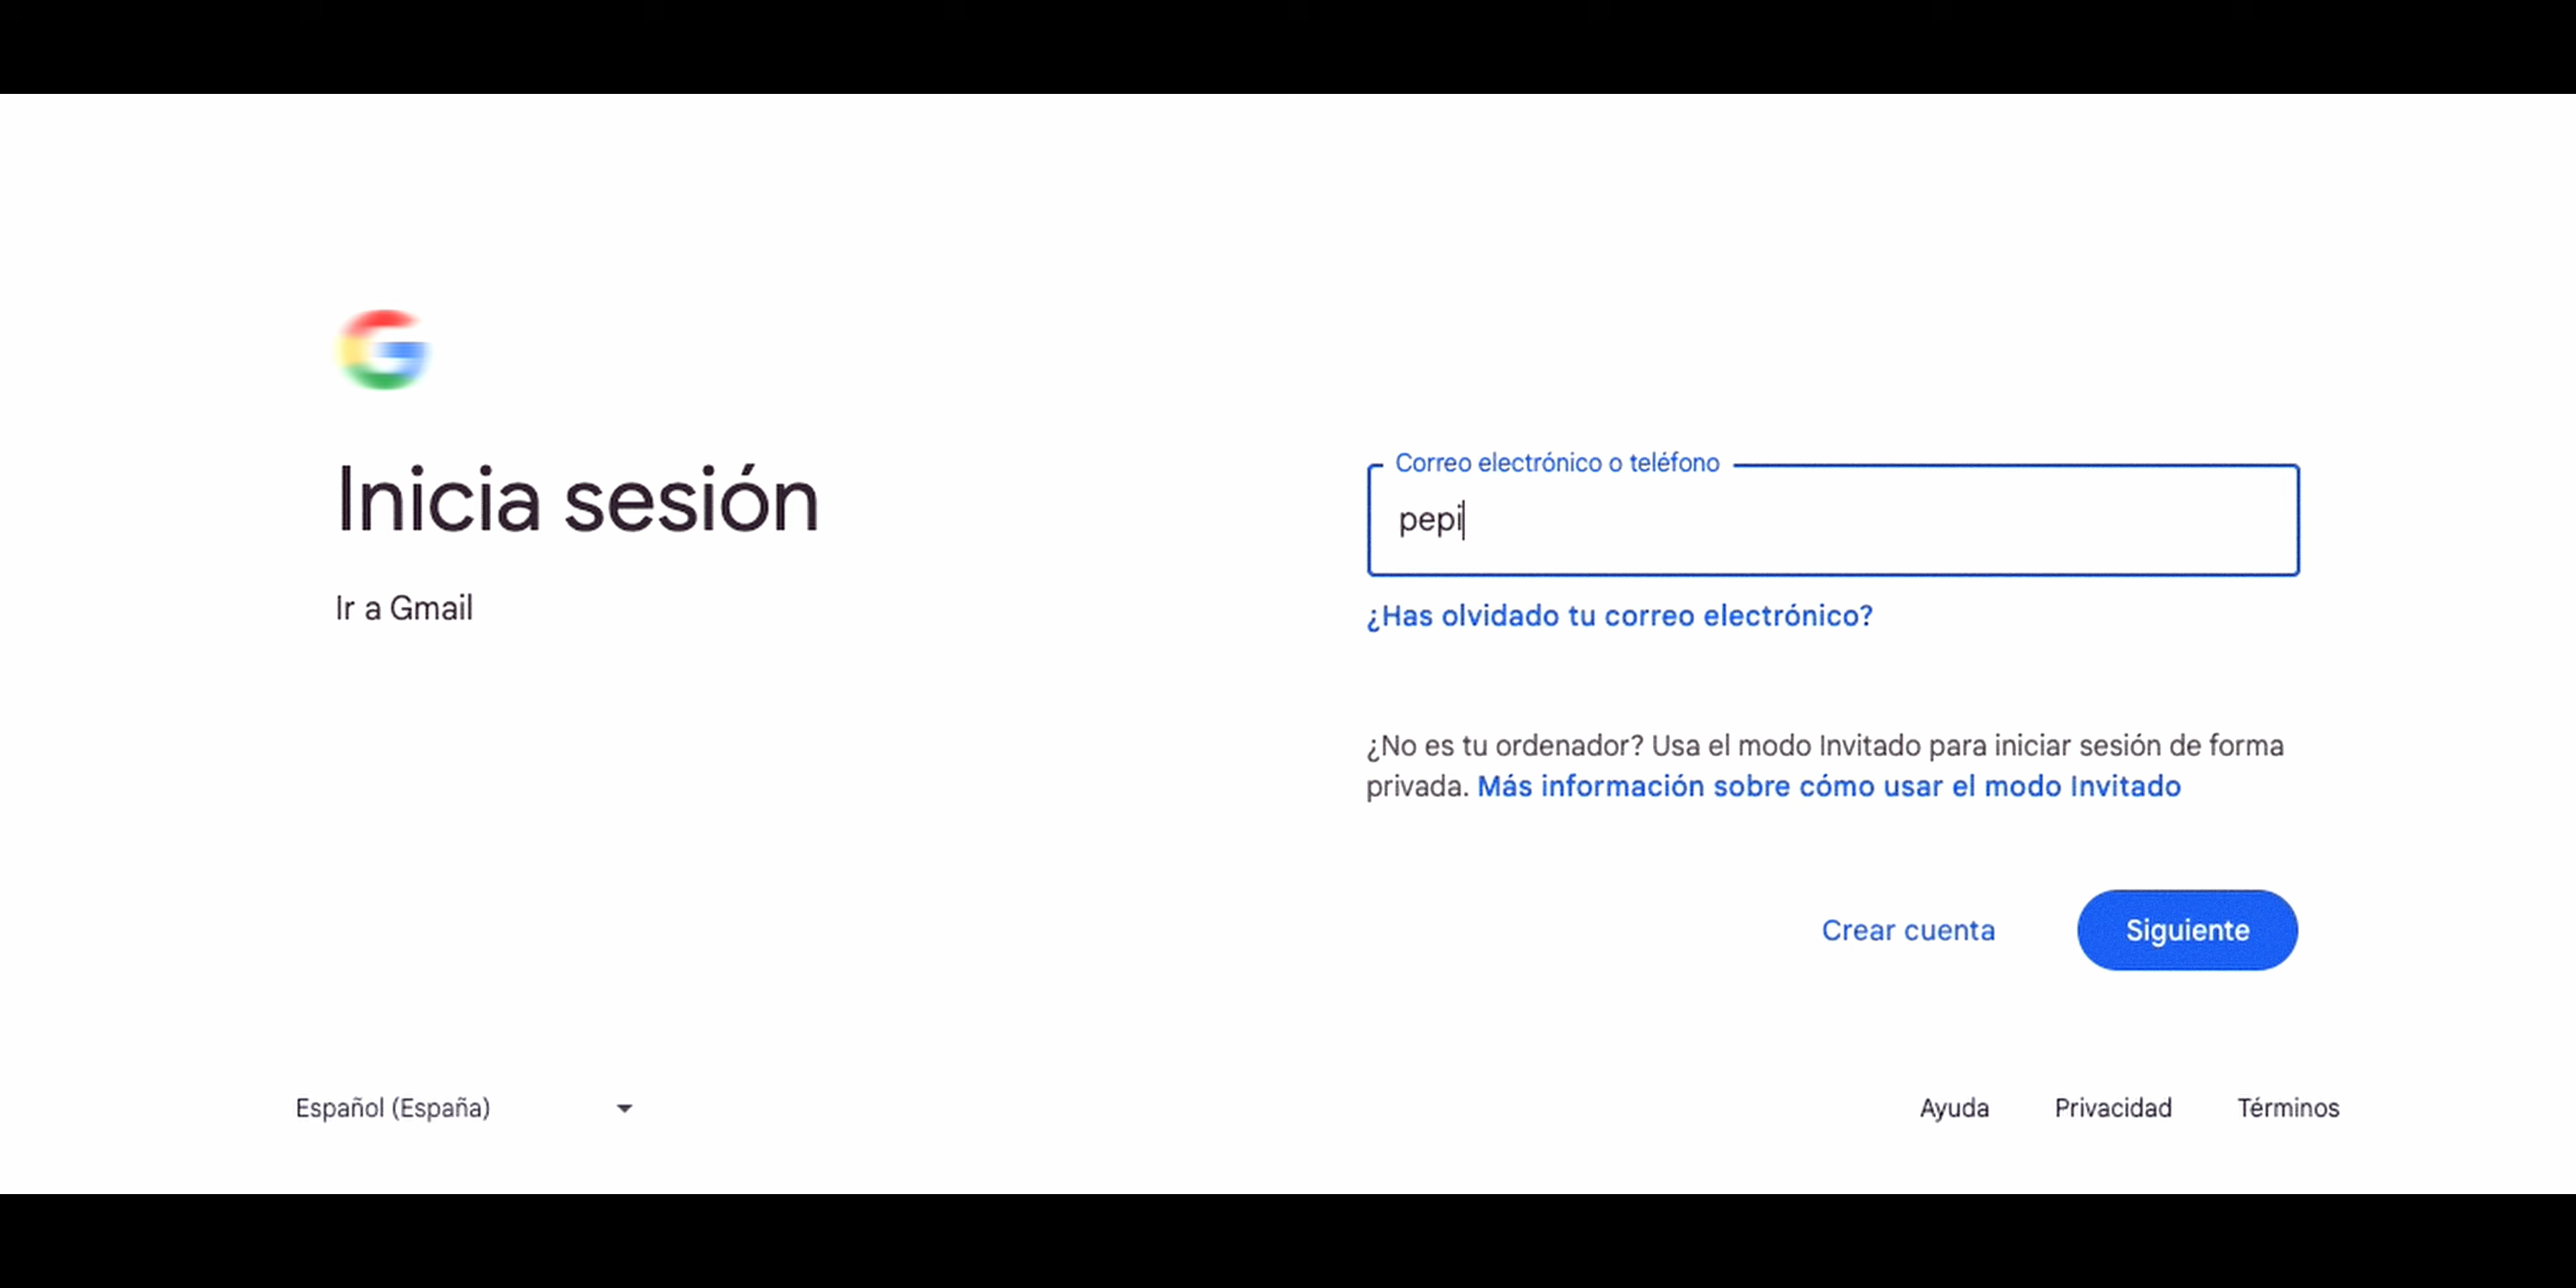 Inicia sesión
Ir a Gmail
Correo electrónico o teléfono
pepi
¿Has olvidado tu correo electrónico?
¿No es tu ordenador? Usa el modo Invitado para iniciar sesión de forma
privada. Más información sobre cómo usar el modo Invitado
Crear cuenta
Siguiente
Español (España)
Ayuda
Privacidad
Términos